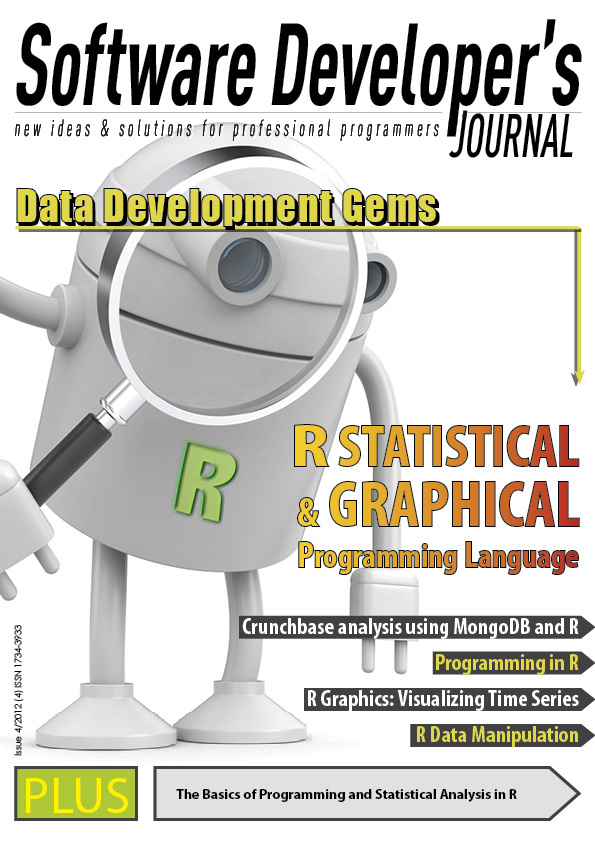 Software Developer's
new ideas & solutions for professional programmers
JOURNAL
Data Development Gems
R
R STATISTICAL
& GRAPHICAL
Programming Language
Crunchbase analysis using MongoDB and R
Programming in R
R Graphics: Visualizing Time Series
R Data Manipulation
Issue 4/2012 (4) ISSN 1734-3933
PLUS
The Basics of Programming and Statistical Analysis in R